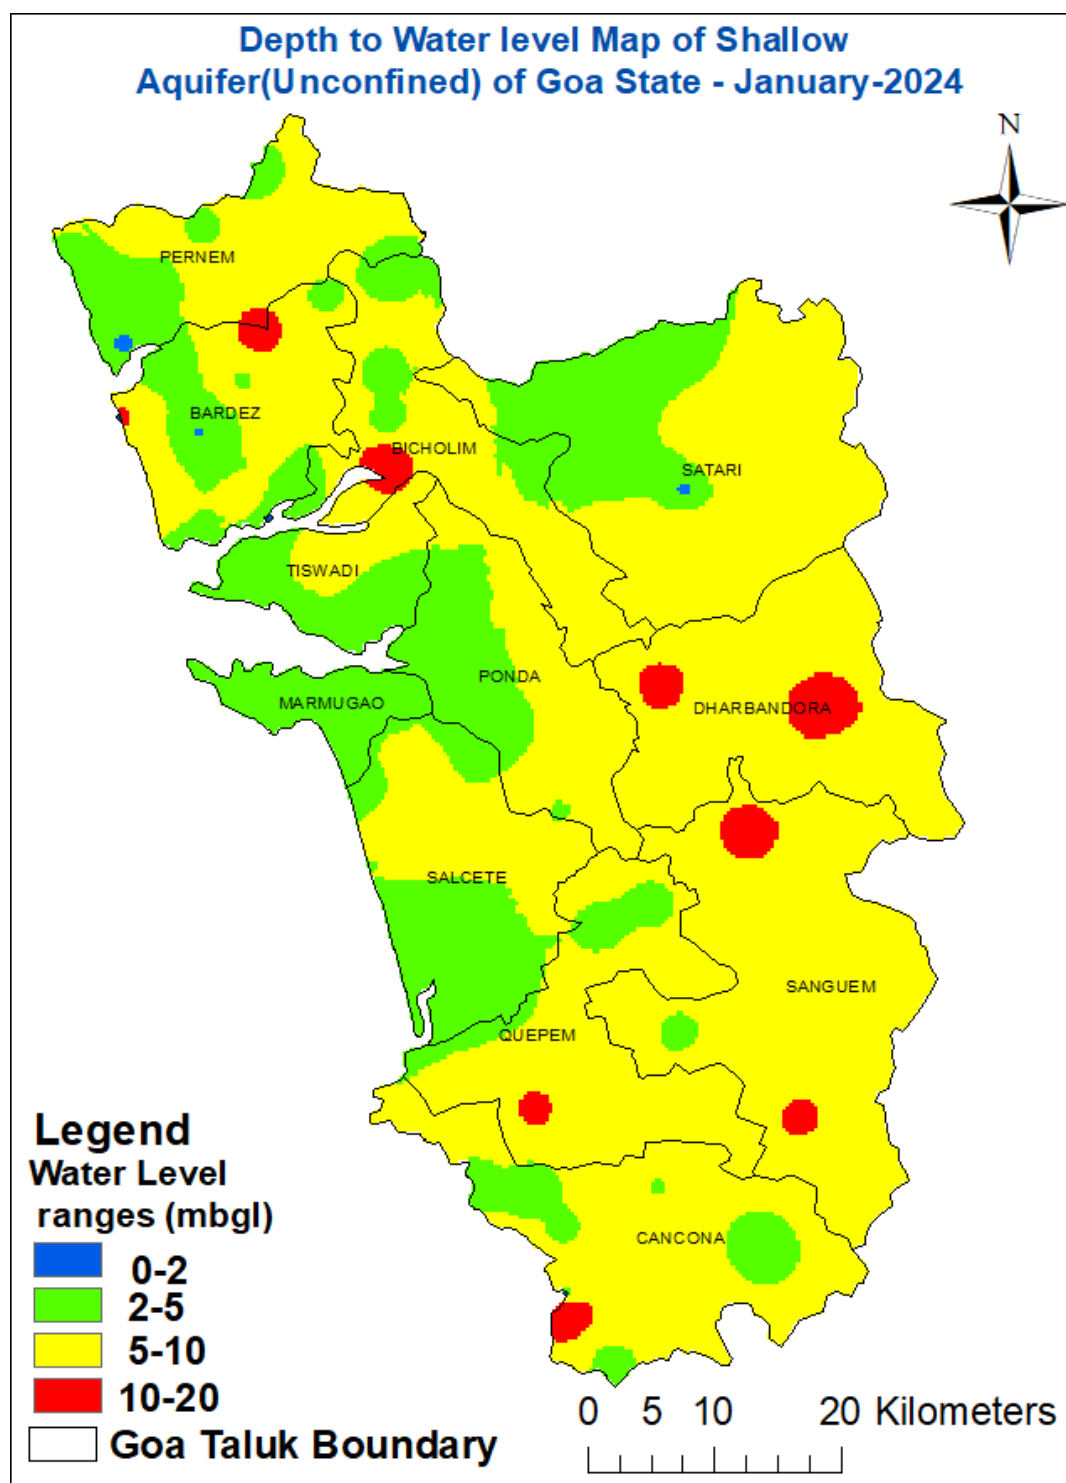 Depth to Water level Map of Shallow
Aquifer(Unconfined) of Goa State - January-2024
N
PERNEM
BARDEZ
BICHOLIM
SATARI
TISWADI
PONDA
MARMUGAO
DHARBANDORA
SALCETE
SANGUEM
QUEPEM
CANCONA
Legend
Water Level
ranges (mbgl)
0-2
2-5
5-10
10-20
Goa Taluk Boundary
0 5 10 20 Kilometers